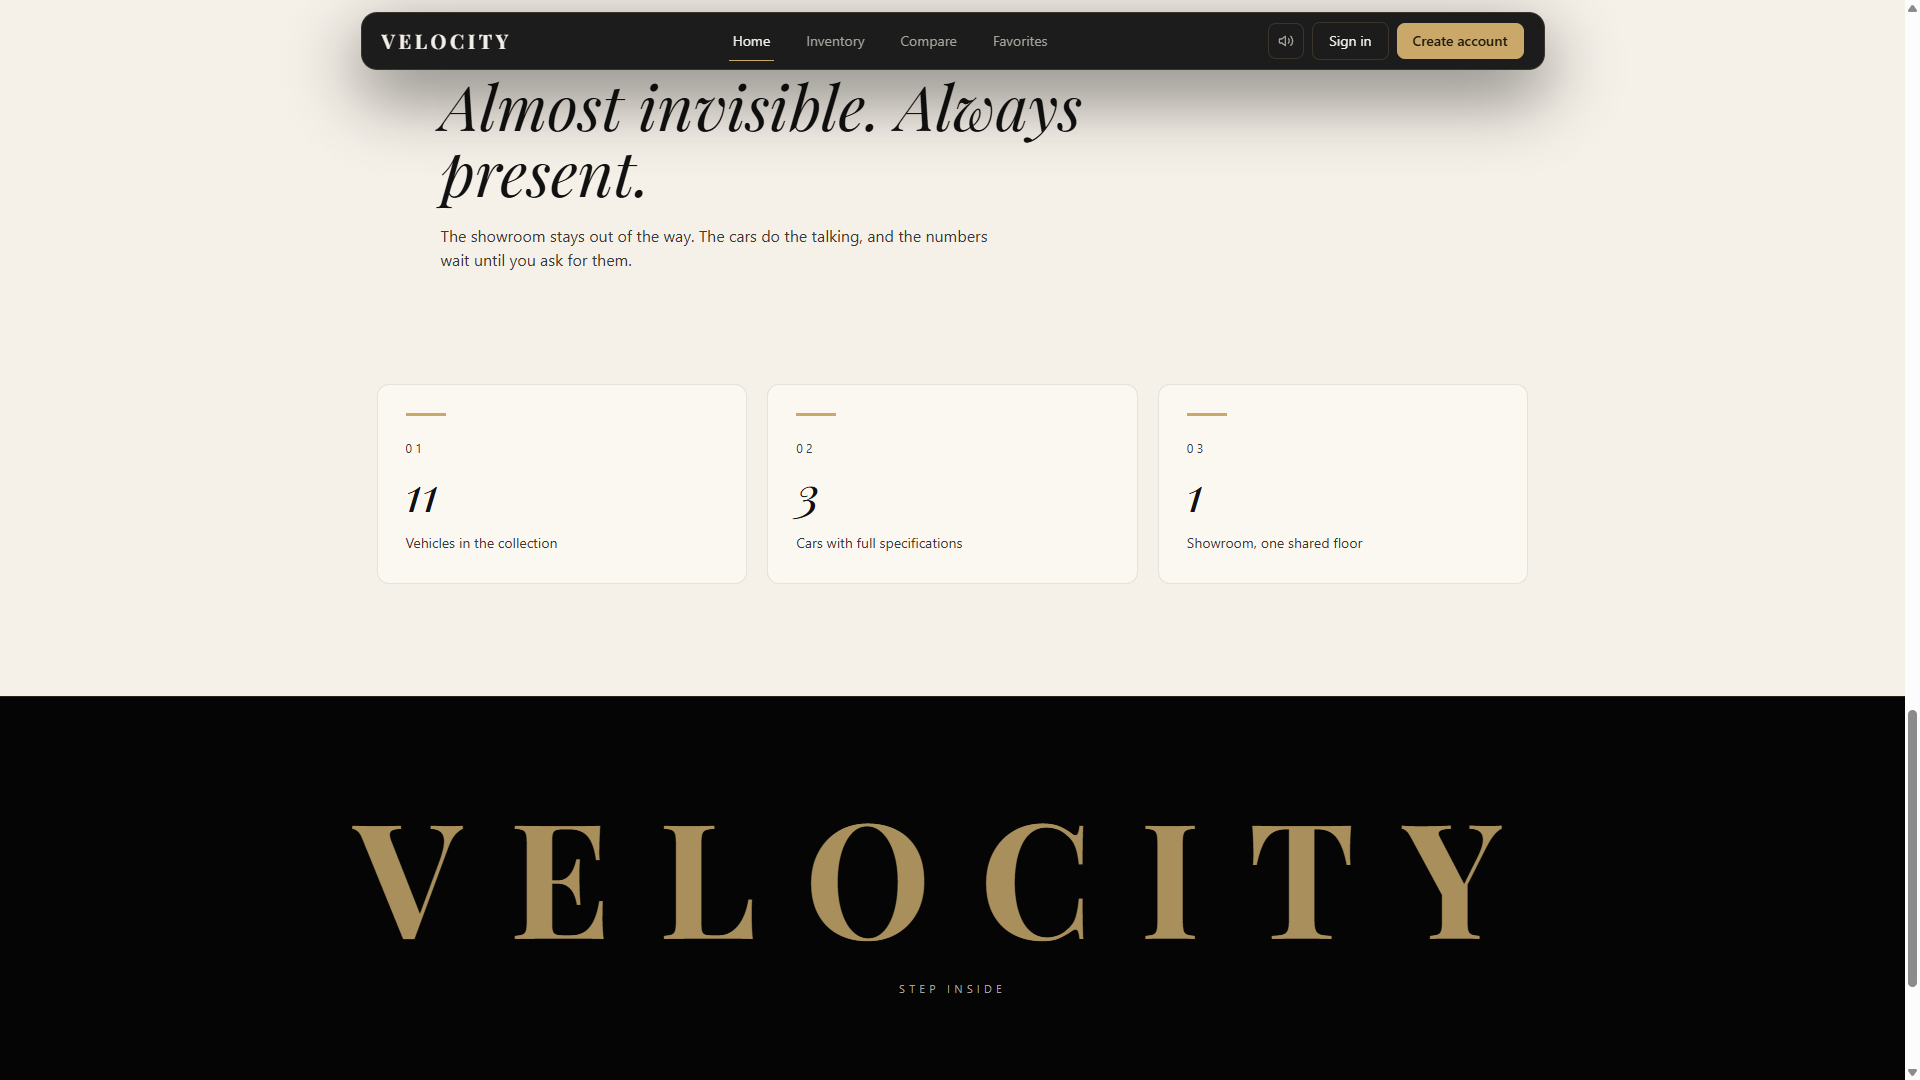 VELOCITY
Home
Inventory
Compare
Favorites
Sign in
Create account
Almost invisible. Always
present.
The showroom stays out of the way. The cars do the talking, and the numbers
wait until you ask for them.
01
11
Vehicles in the collection
02
3
Cars with full specifications
03
1
Showroom, one shared floor
VELOCITY
STEP INSIDE